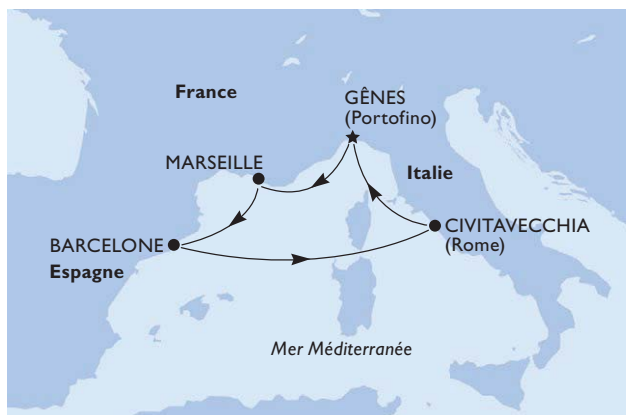 France
GÊNES
(Portofino)
MARSEILLE
Italie
CIVITAVECCHIA
(Rome)
BARCELONE
Espagne
Mer Méditerranée